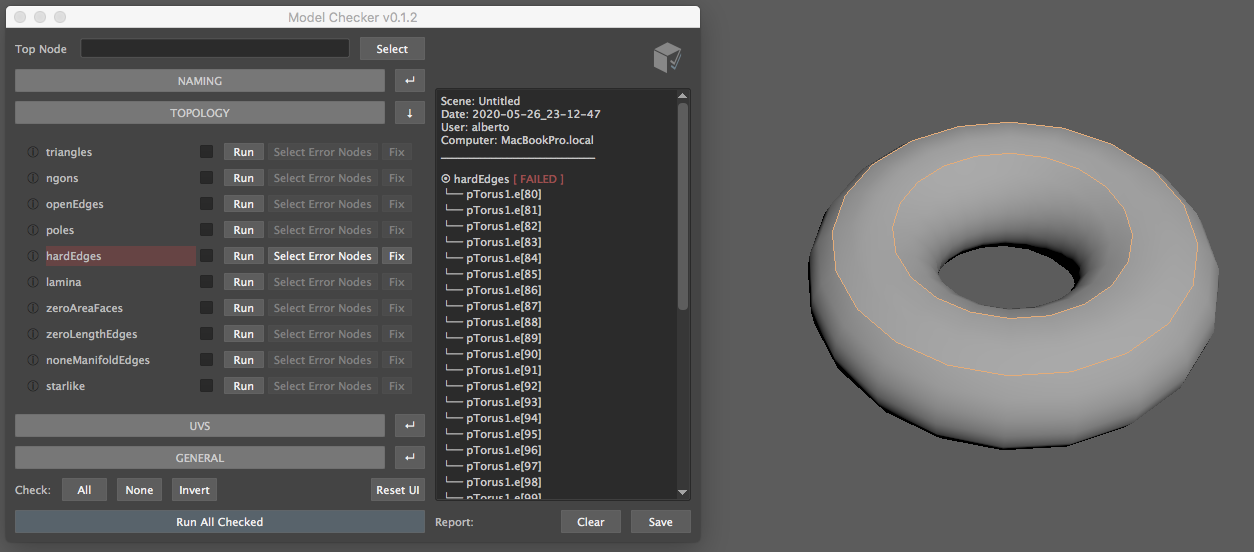 Model Checker v0.1.2
Top Node
Select
NAMING
↵
TOPOLOGY
↓
triangles Run Select Error Nodes Fix
ngons Run Select Error Nodes Fix
openEdges Run Select Error Nodes Fix
poles Run Select Error Nodes Fix
hardEdges Run Select Error Nodes Fix
lamina Run Select Error Nodes Fix
zeroAreaFaces Run Select Error Nodes Fix
zeroLengthEdges Run Select Error Nodes Fix
noneManifoldEdges Run Select Error Nodes Fix
starlike Run Select Error Nodes Fix
UVS
↵
GENERAL
↵
Check: All None Invert Reset UI
Run All Checked
Scene: Untitled
Date: 2020-05-26_23-12-47
User: alberto
Computer: MacBookPro.local
hardEdges [ FAILED ]
pTorus1.e[80]
pTorus1.e[81]
pTorus1.e[82]
pTorus1.e[83]
pTorus1.e[84]
pTorus1.e[85]
pTorus1.e[86]
pTorus1.e[87]
pTorus1.e[88]
pTorus1.e[89]
pTorus1.e[90]
pTorus1.e[91]
pTorus1.e[92]
pTorus1.e[93]
pTorus1.e[94]
pTorus1.e[95]
pTorus1.e[96]
pTorus1.e[97]
pTorus1.e[98]
pTorus1.e[99]
Report: Clear Save